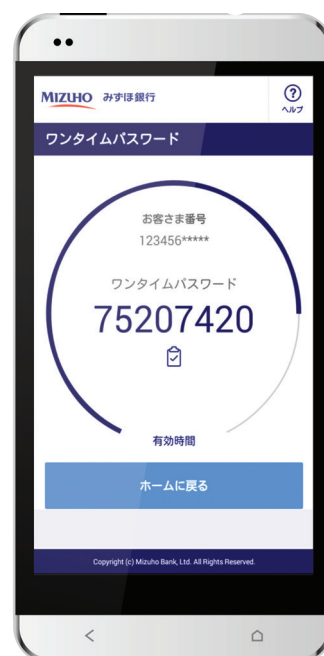 MIZUHO みずほ銀行
ヘルプ
ワンタイムパスワード
お客さま番号
123456*****
ワンタイムパスワード
75207420
有効時間
ホームに戻る
Copyright (c) Mizuho Bank, Ltd. All Rights Reserved.